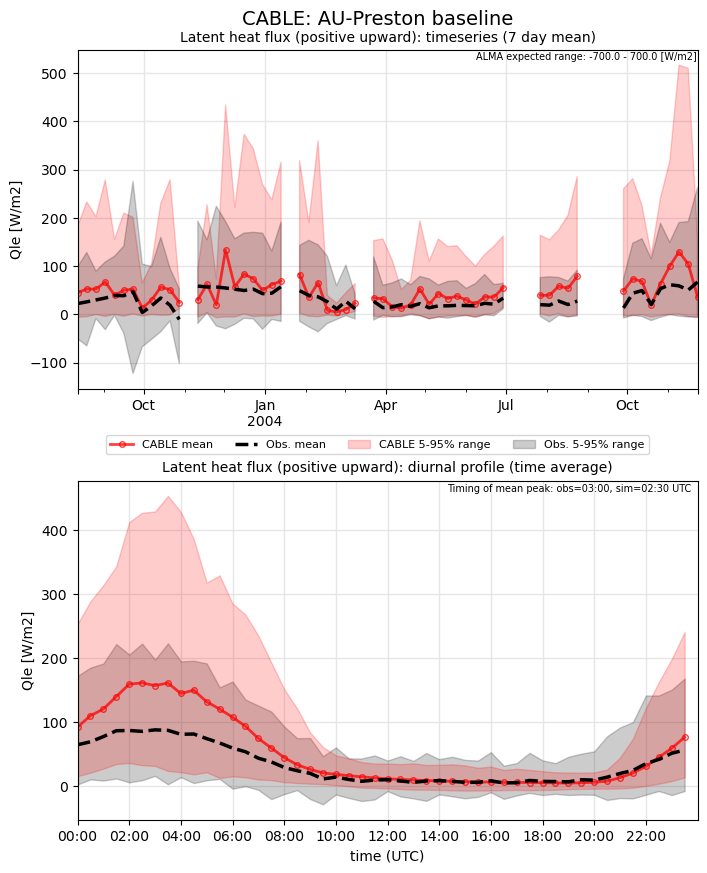 CABLE: AU-Preston baseline
Latent heat flux (positive upward): timeseries (7 day mean)
ALMA expected range: -700.0 - 700.0 [W/m2]
500
400
300
200
100
0
−100
Qle [W/m2]
Oct
Jan
2004
Apr
Jul
Oct
CABLE mean
Obs. mean
CABLE 5-95% range
Obs. 5-95% range
Latent heat flux (positive upward): diurnal profile (time average)
Timing of mean peak: obs=03:00, sim=02:30 UTC
400
300
200
100
0
Qle [W/m2]
00:00
02:00
04:00
06:00
08:00
10:00
12:00
14:00
16:00
18:00
20:00
22:00
time (UTC)